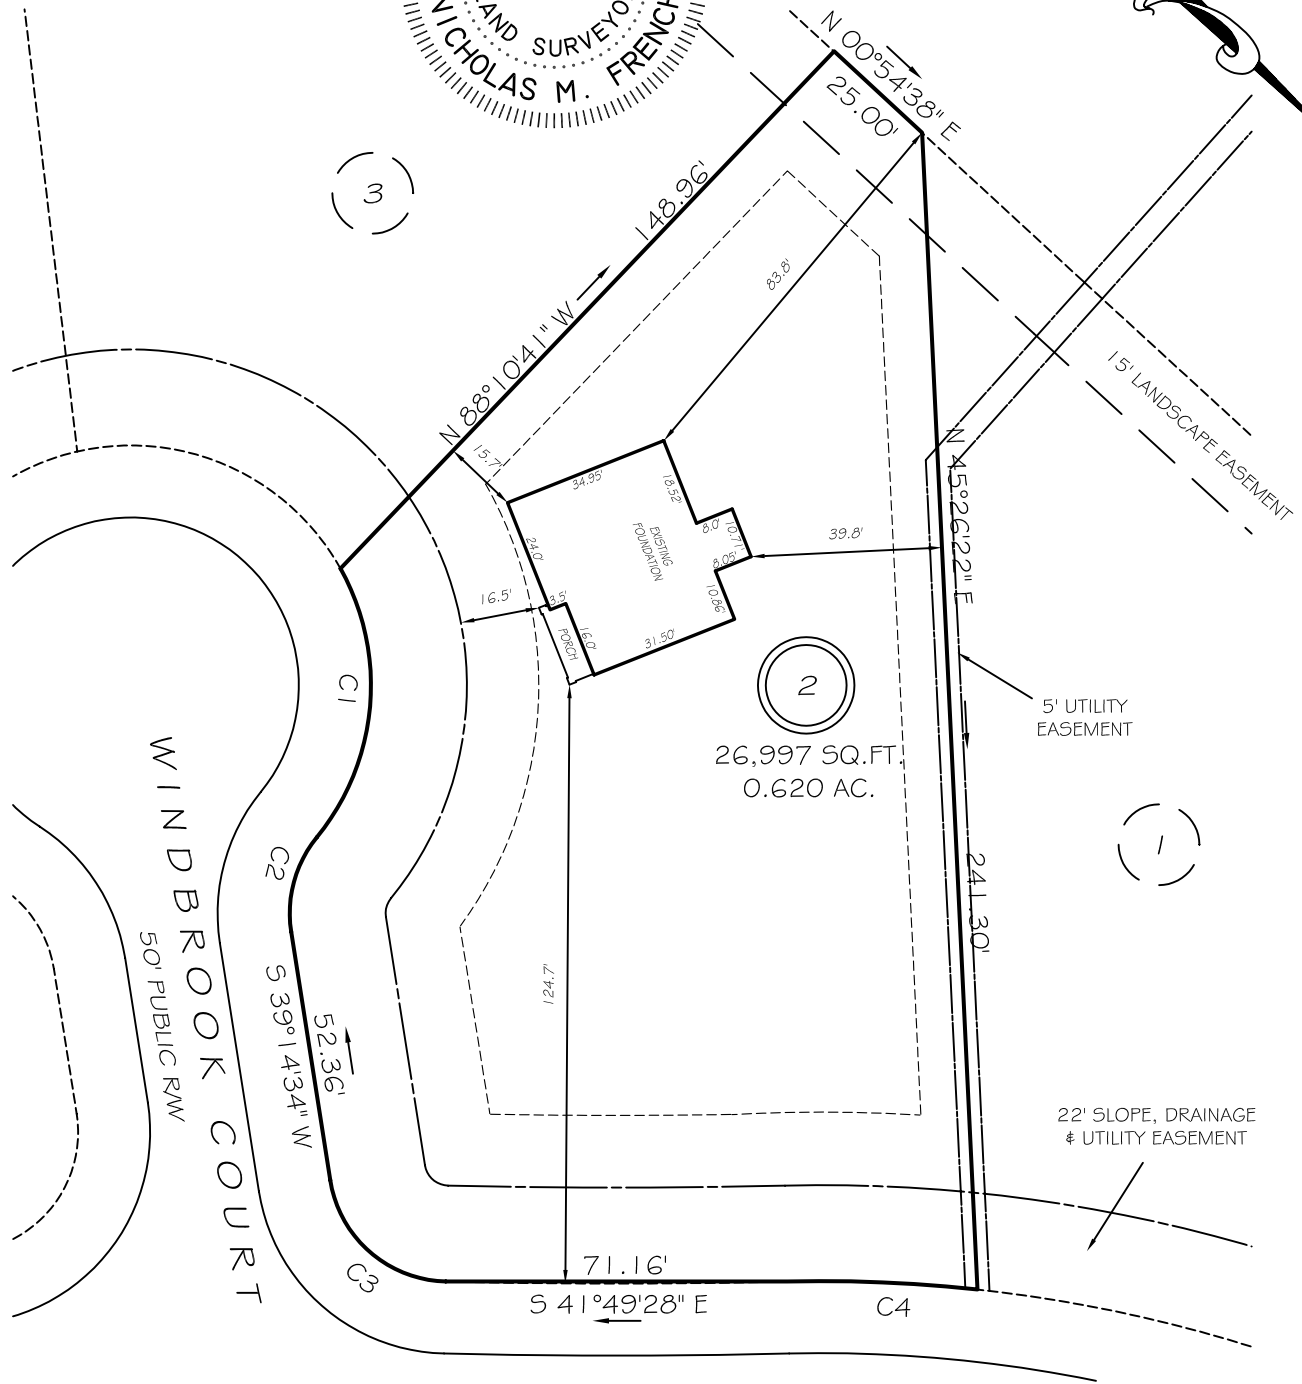 LAND SURVEYO
NICHOLAS M. FRENCH
N 00°54'38" E
25.00'
3
148.96'
N 88°10'41" W
83.8'
15' LANDSCAPE EASEMENT
15.7'
34.95'
18.52'
8.0'
10.71'
39.8'
N 45°26'22" E
EXISTING
FOUNDATION
24.0'
8.05'
10.86'
3.5'
16.5'
16.0'
PORCH
31.50'
C1
2
26,997 SQ.FT.
0.620 AC.
5' UTILITY
EASEMENT
1
241.30'
C2
WINDBROOK COURT
50' PUBLIC R/W
S 39°14'34" W
52.36'
124.7'
22' SLOPE, DRAINAGE
& UTILITY EASEMENT
C3
71.16'
S 41°49'28" E
C4